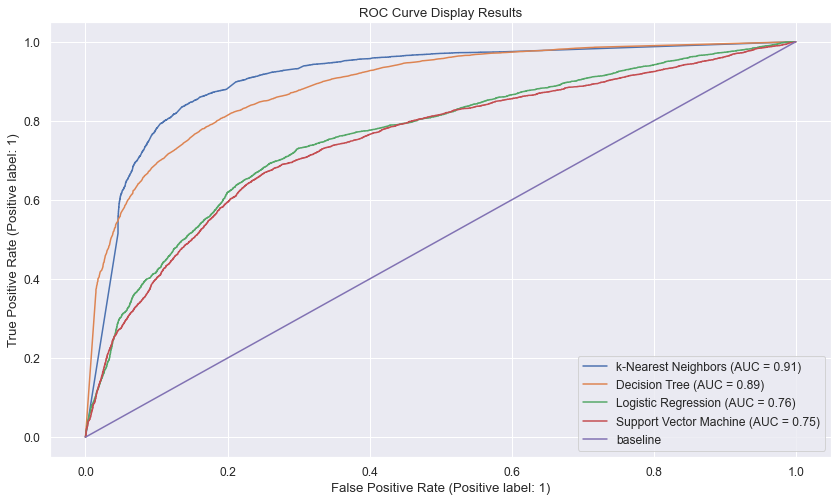 ROC Curve Display Results
True Positive Rate (Positive label: 1)
1.0
0.8
0.6
0.4
0.2
0.0
k-Nearest Neighbors (AUC = 0.91)
Decision Tree (AUC = 0.89)
Logistic Regression (AUC = 0.76)
Support Vector Machine (AUC = 0.75)
baseline
0.0 0.2 0.4 0.6 0.8 1.0
False Positive Rate (Positive label: 1)